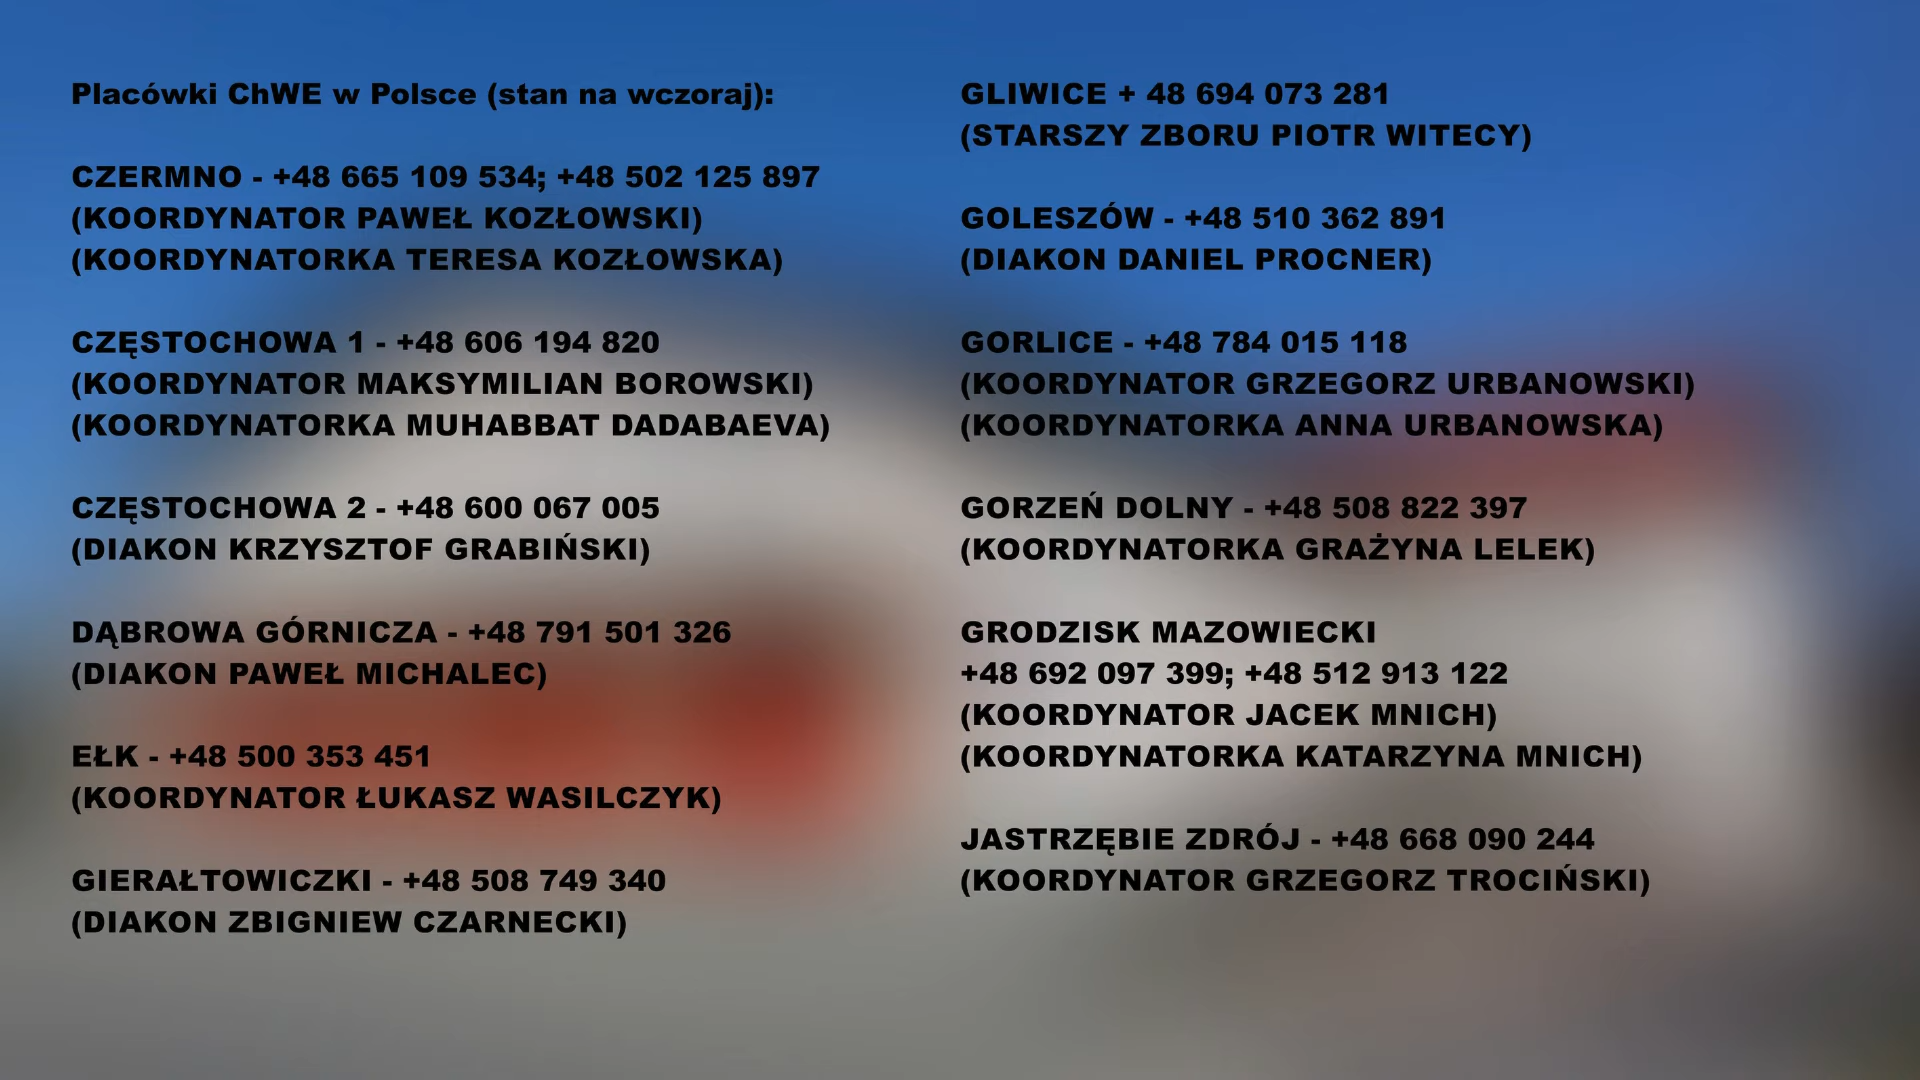 Placówki ChWE w Polsce (stan na wczoraj):
CZERMNO - +48 665 109 534; +48 502 125 897
(KOORDYNATOR PAWEŁ KOZŁOWSKI)
(KOORDYNATORKA TERESA KOZŁOWSKA)
CZĘSTOCHOWA 1 - +48 606 194 820
(KOORDYNATOR MAKSYMILIAN BOROWSKI)
(KOORDYNATORKA MUHABBAT DADABAEVA)
CZĘSTOCHOWA 2 - +48 600 067 005
(DIAKON KRZYSZTOF GRABIŃSKI)
DĄBROWA GÓRNICZA - +48 791 501 326
(DIAKON PAWEŁ MICHALEC)
EŁK - +48 500 353 451
(KOORDYNATOR ŁUKASZ WASILCZYK)
GIERAŁTOWICZKI - +48 508 749 340
(DIAKON ZBIGNIEW CZARNECKI)
GLIWICE + 48 694 073 281
(STARSZY ZBORU PIOTR WITECY)
GOLESZÓW - +48 510 362 891
(DIAKON DANIEL PROCNER)
GORLICE - +48 784 015 118
(KOORDYNATOR GRZEGORZ URBANOWSKI)
(KOORDYNATORKA ANNA URBANOWSKA)
GORZEŃ DOLNY - +48 508 822 397
(KOORDYNATORKA GRAŻYNA LELEK)
GRODZISK MAZOWIECKI
+48 692 097 399; +48 512 913 122
(KOORDYNATOR JACEK MNICH)
(KOORDYNATORKA KATARZYNA MNICH)
JASTRZĘBIE ZDRÓJ - +48 668 090 244
(KOORDYNATOR GRZEGORZ TROCIŃSKI)